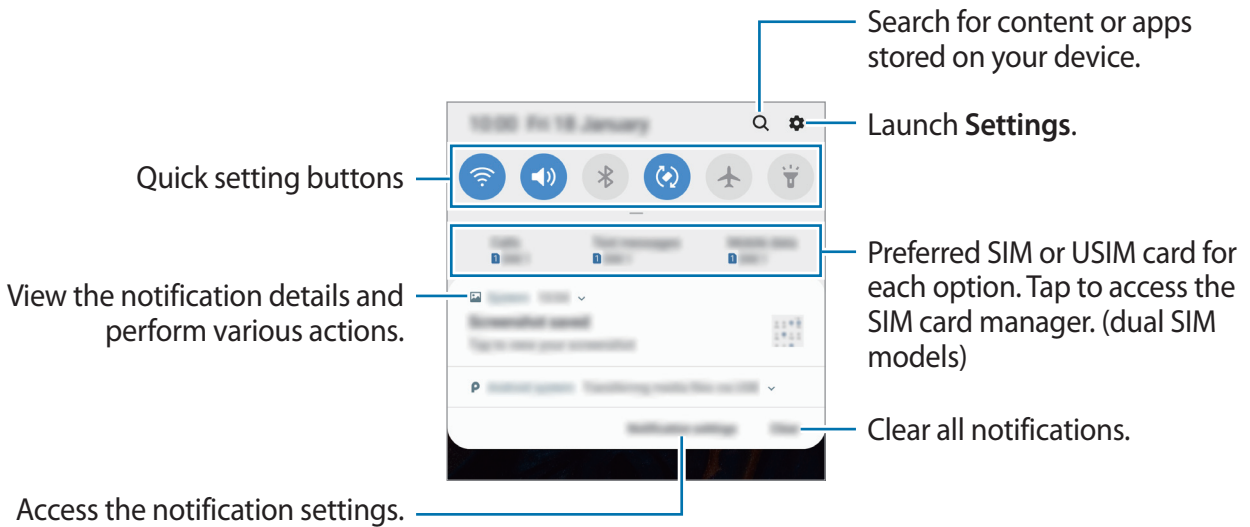 Search for content or apps
stored on your device.
Launch Settings.
Quick setting buttons
Preferred SIM or USIM card for
each option. Tap to access the
SIM card manager. (dual SIM
models)
View the notification details and
perform various actions.
Clear all notifications.
Access the notification settings.